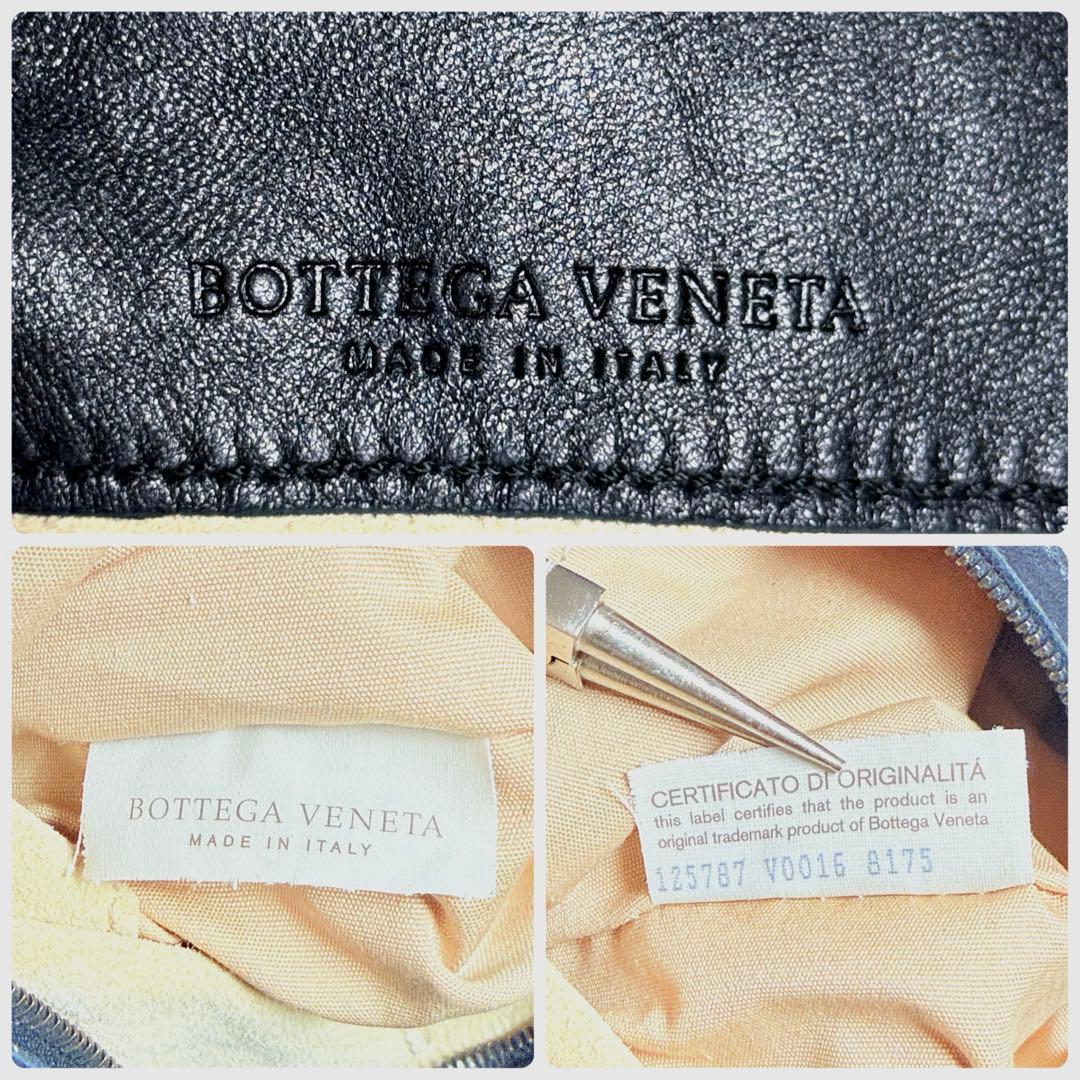 BOTTEGA VENETA
MADE IN ITALY
BOTTEGA VENETA
MADE IN ITALY
CERTIFICATO DI ORIGINALITÁ
this label certifies that the product is an
original trademark product of Bottega Veneta
125787 V0016 8175